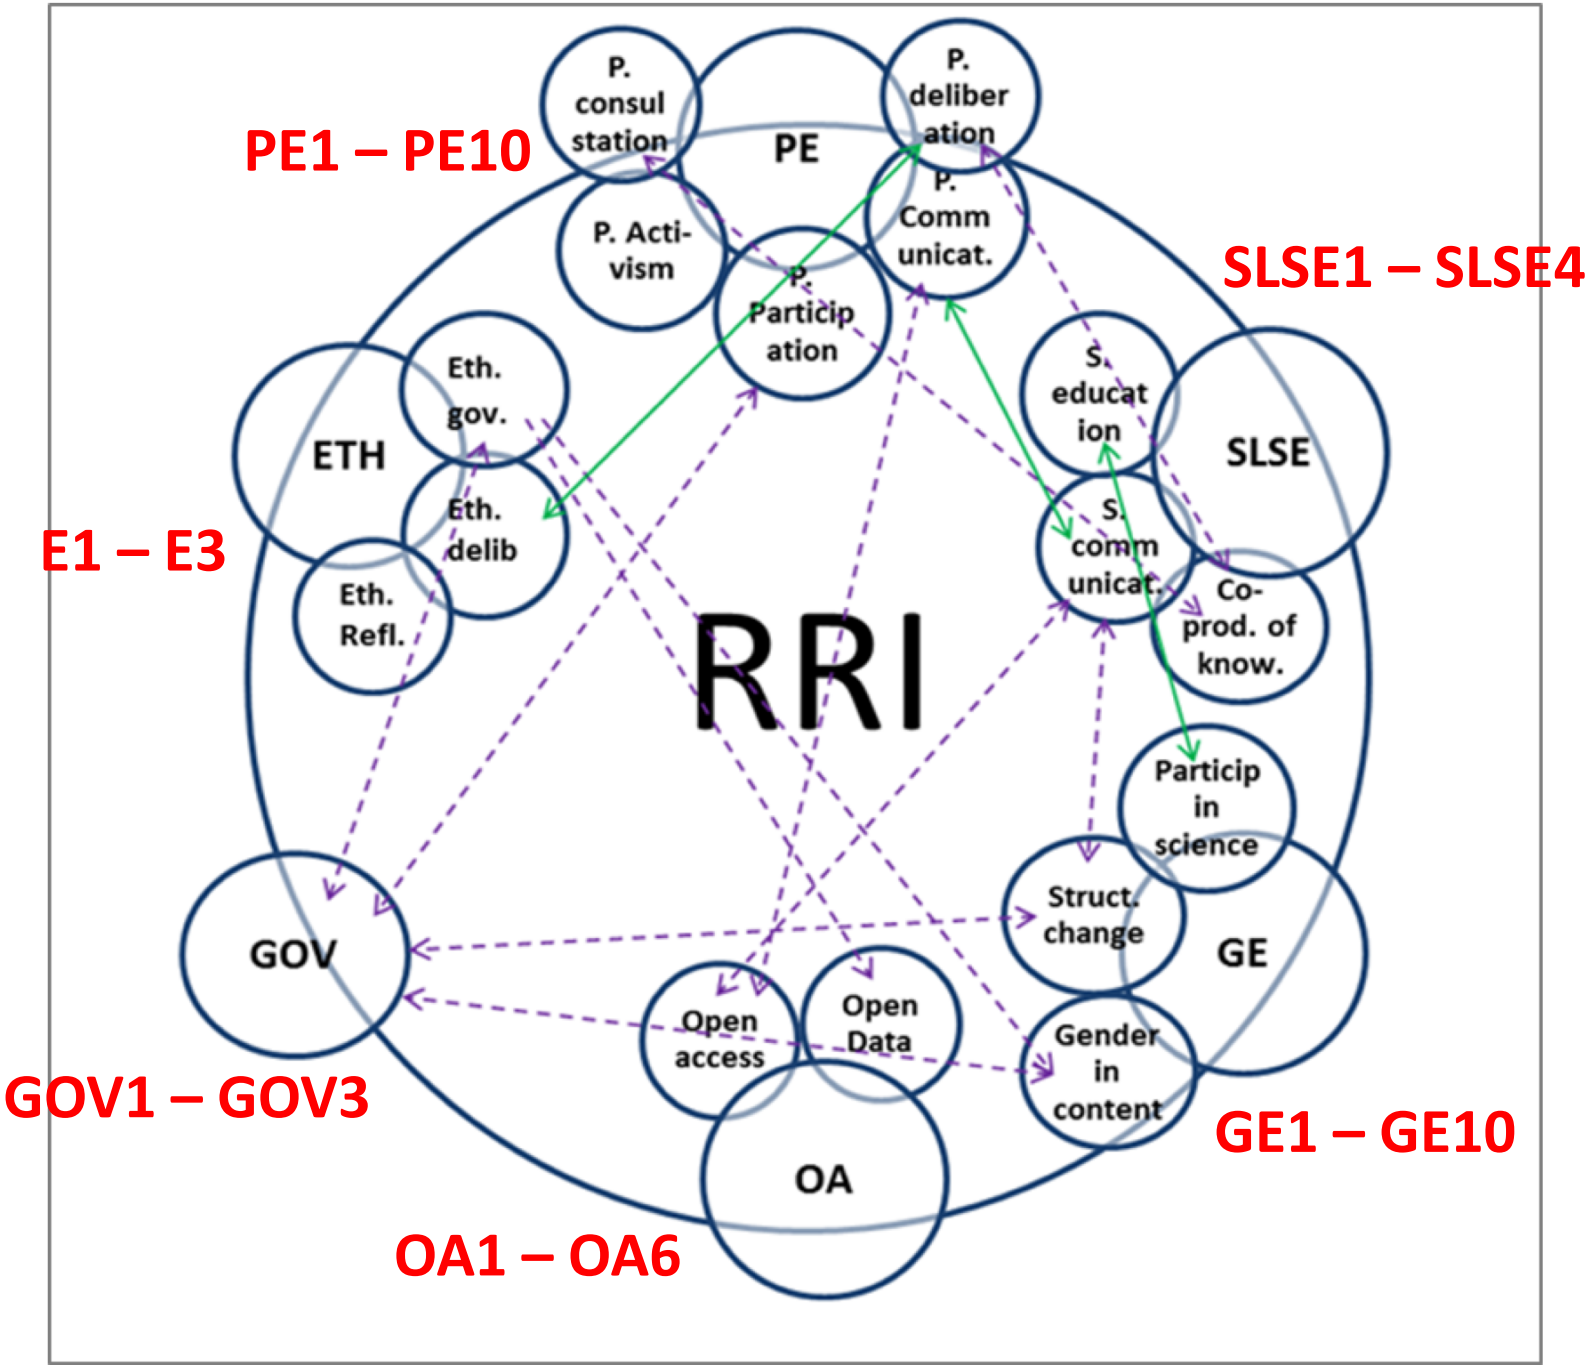 P.
consul
station
PE
P.
deliber
ation
PE1 – PE10
P. Acti-
vism
P.
Comm
unicat.
P.
Particip
ation
SLSE1 – SLSE4
Eth.
gov.
ETH
S.
educat
ion
SLSE
Eth.
delib
E1 – E3
S.
comm
unicat.
Eth.
Refl.
Co-
prod. of
know.
RRI
Particip
in
science
Struct.
change
GE
GOV
Open
access
Open
Data
Gender
in
content
GOV1 – GOV3
GE1 – GE10
OA
OA1 – OA6